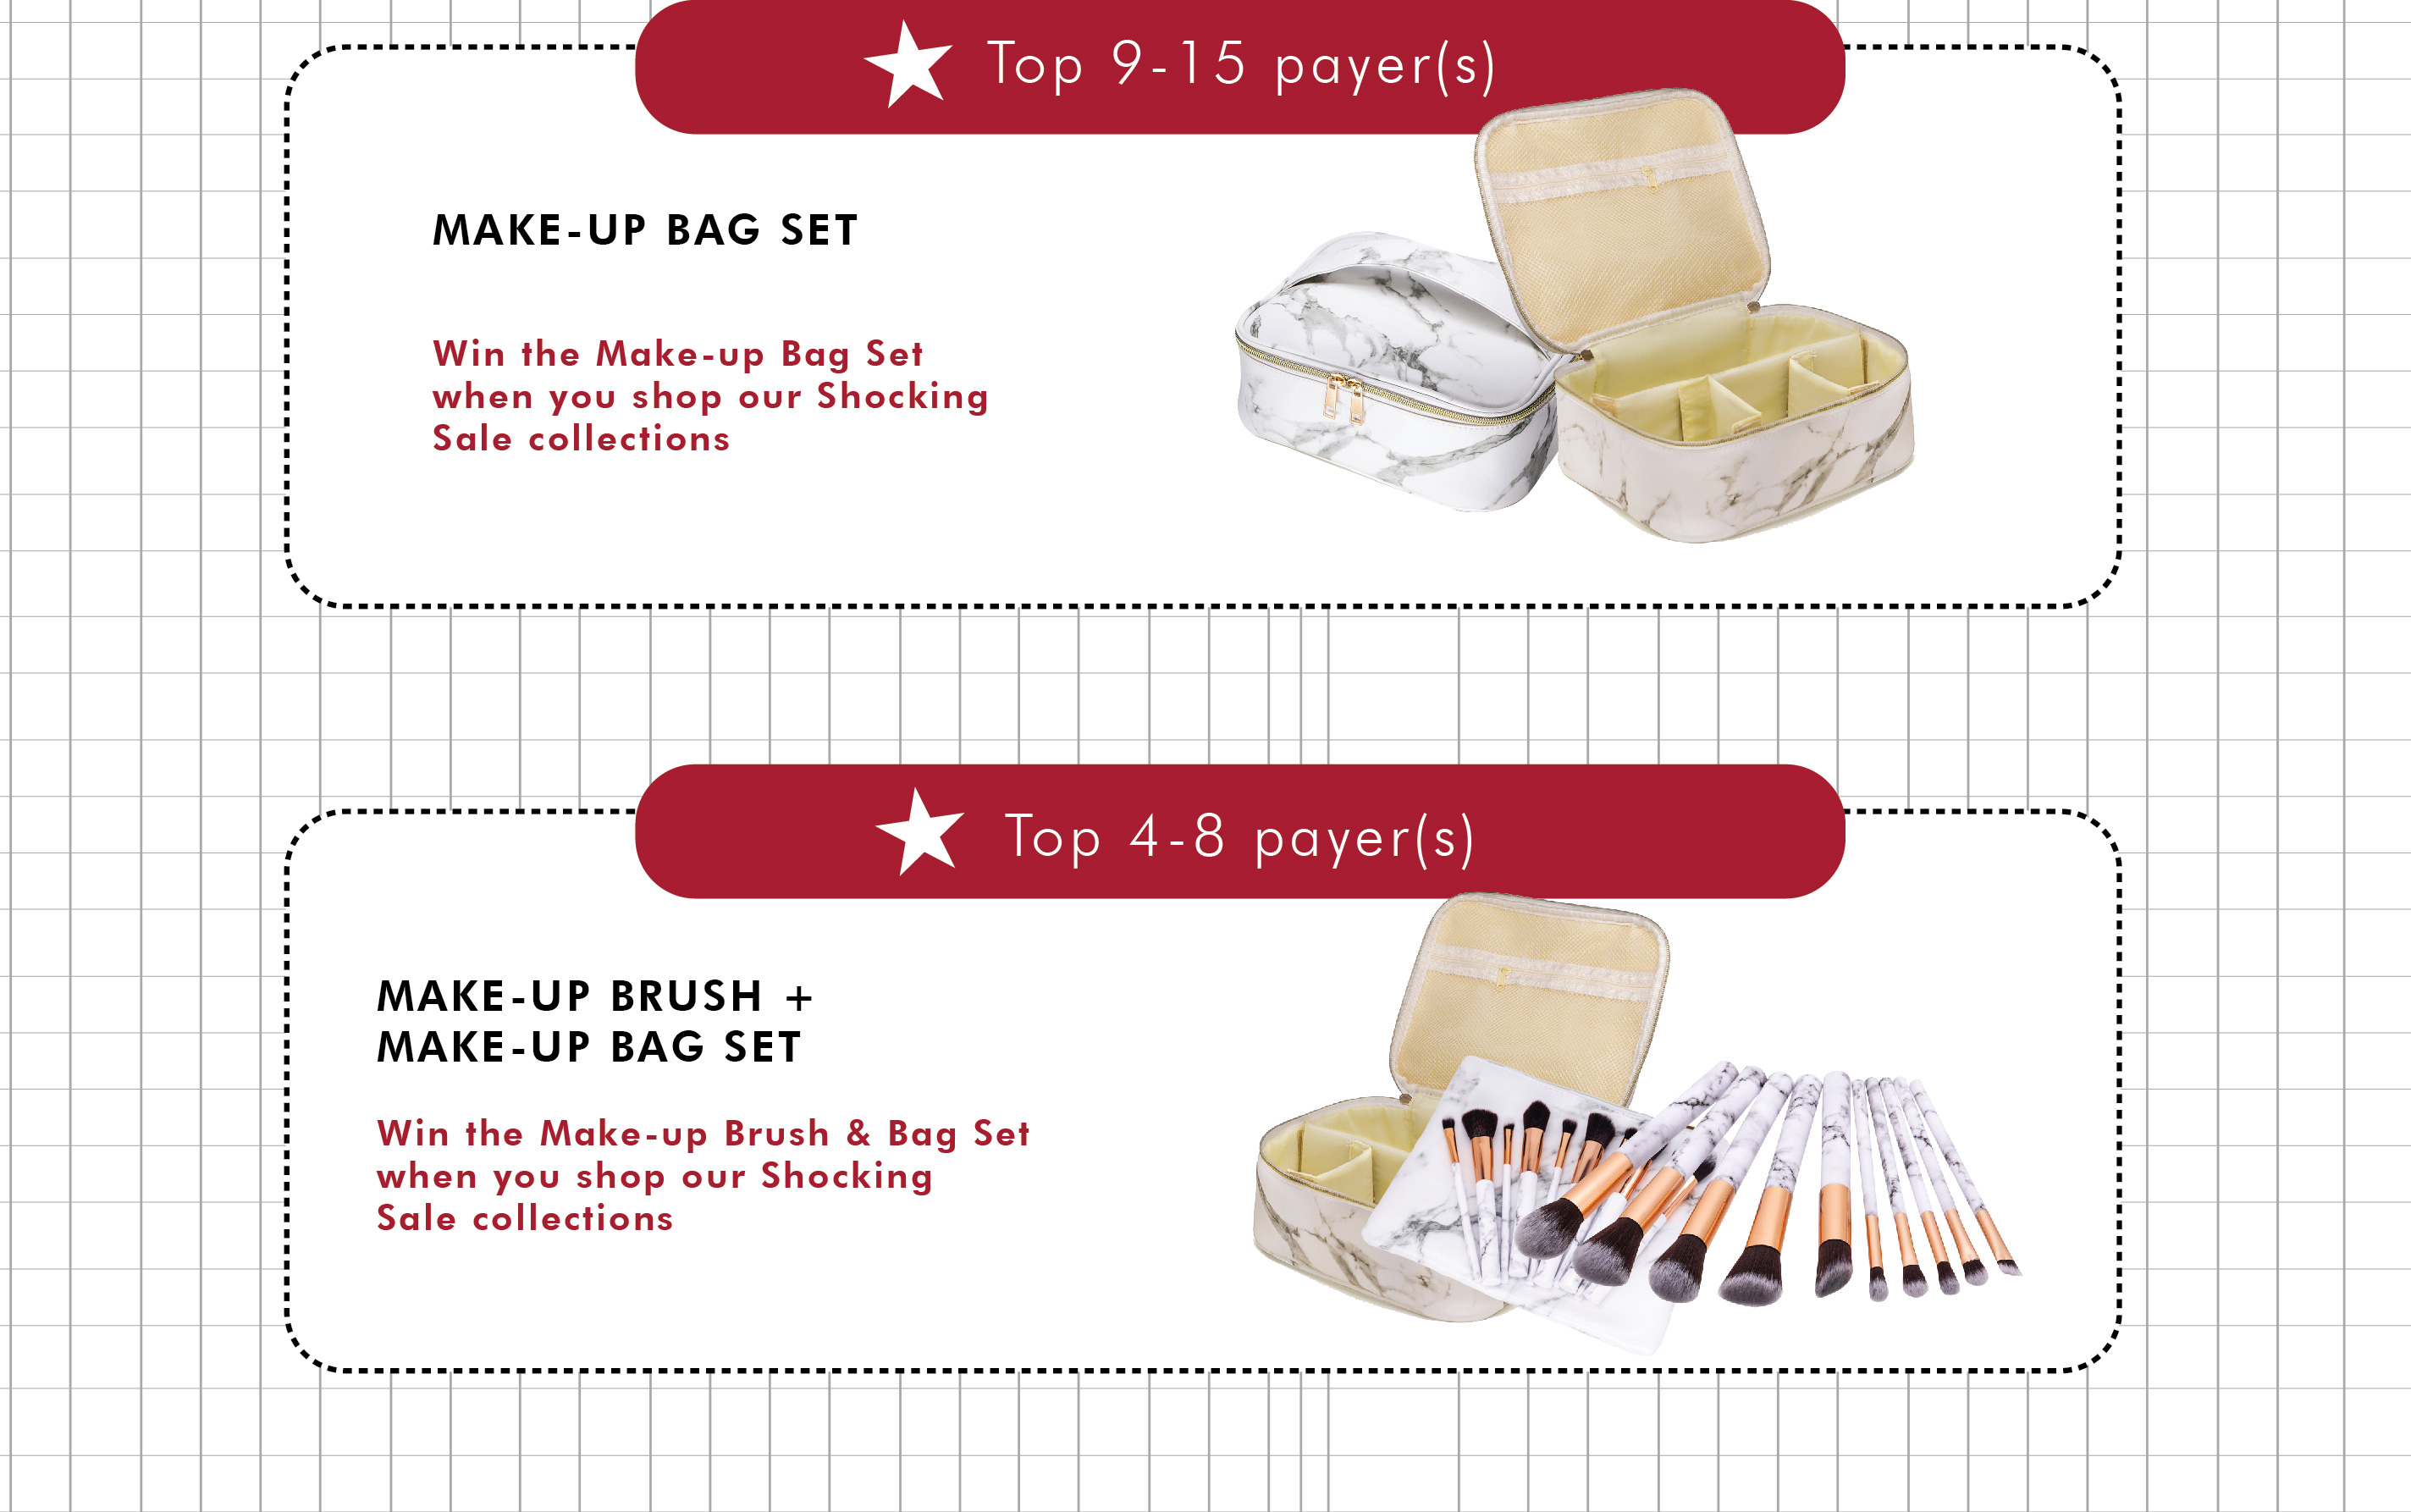 Top 9-15 payer(s)
MAKE-UP BAG SET
Win the Make-up Bag Set
when you shop our Shocking
Sale collections
Top 4-8 payer(s)
MAKE-UP BRUSH +
MAKE-UP BAG SET
Win the Make-up Brush & Bag Set
when you shop our Shocking
Sale collections